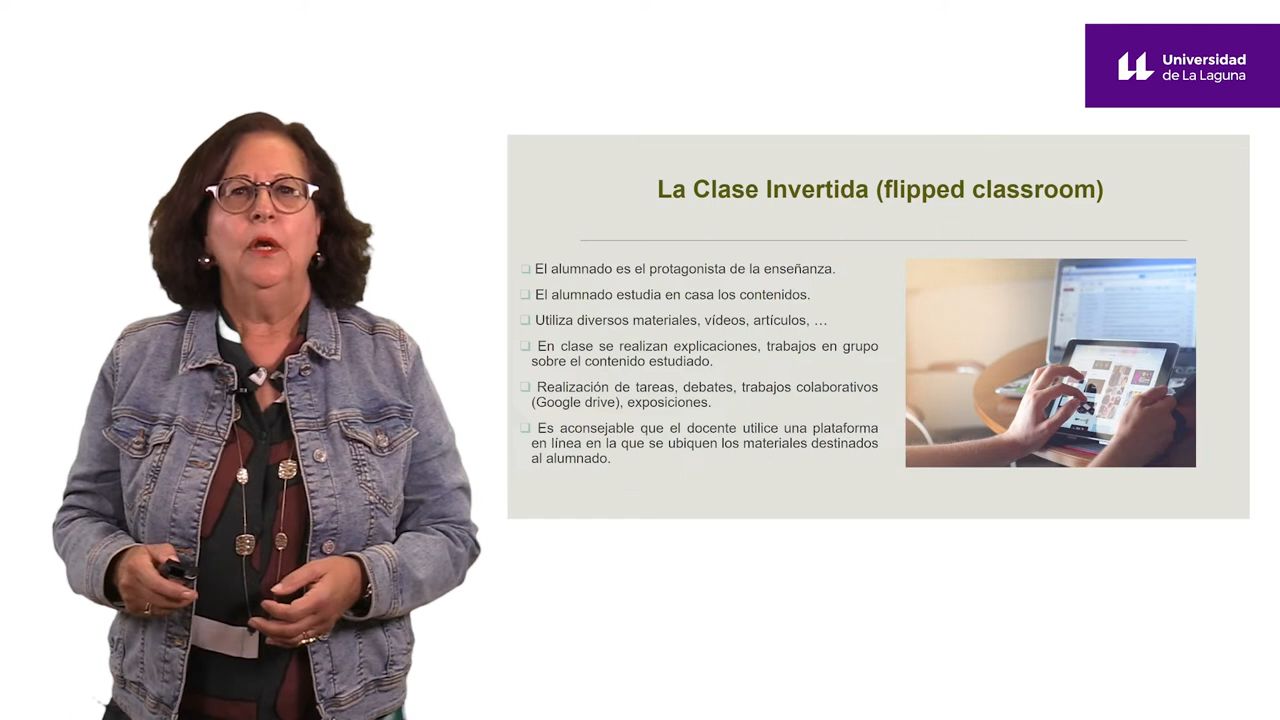 Universidad
de La Laguna
La Clase Invertida (flipped classroom)
El alumnado es el protagonista de la enseñanza.
El alumnado estudia en casa los contenidos.
Utiliza diversos materiales, vídeos, artículos, …
En clase se realizan explicaciones, trabajos en grupo
sobre el contenido estudiado.
Realización de tareas, debates, trabajos colaborativos
(Google drive), exposiciones.
Es aconsejable que el docente utilice una plataforma
en línea en la que se ubiquen los materiales destinados
al alumnado.